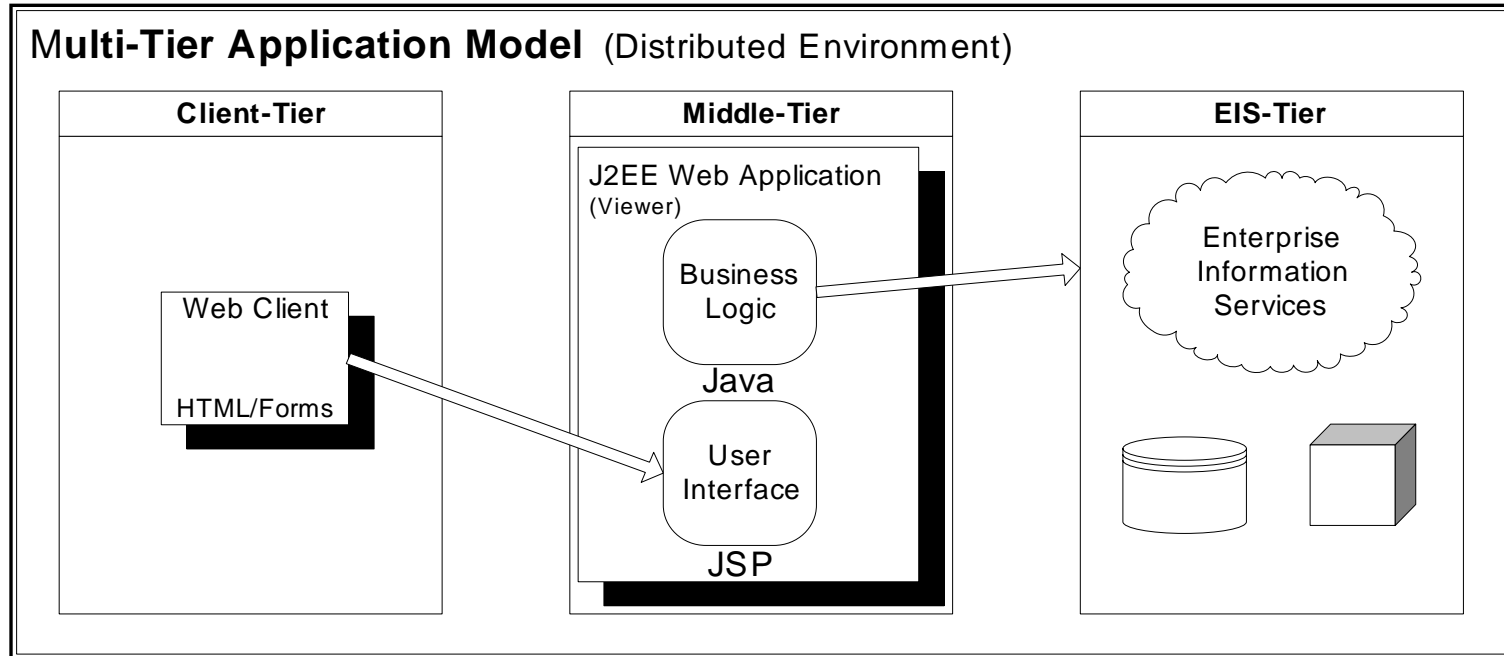 Multi-Tier Application Model (Distributed Environment)
Client-Tier
Web Client
HTML/Forms
Middle-Tier
J2EE Web Application
(Viewer)
Business
Logic
Java
User
Interface
JSP
EIS-Tier
Enterprise
Information
Services